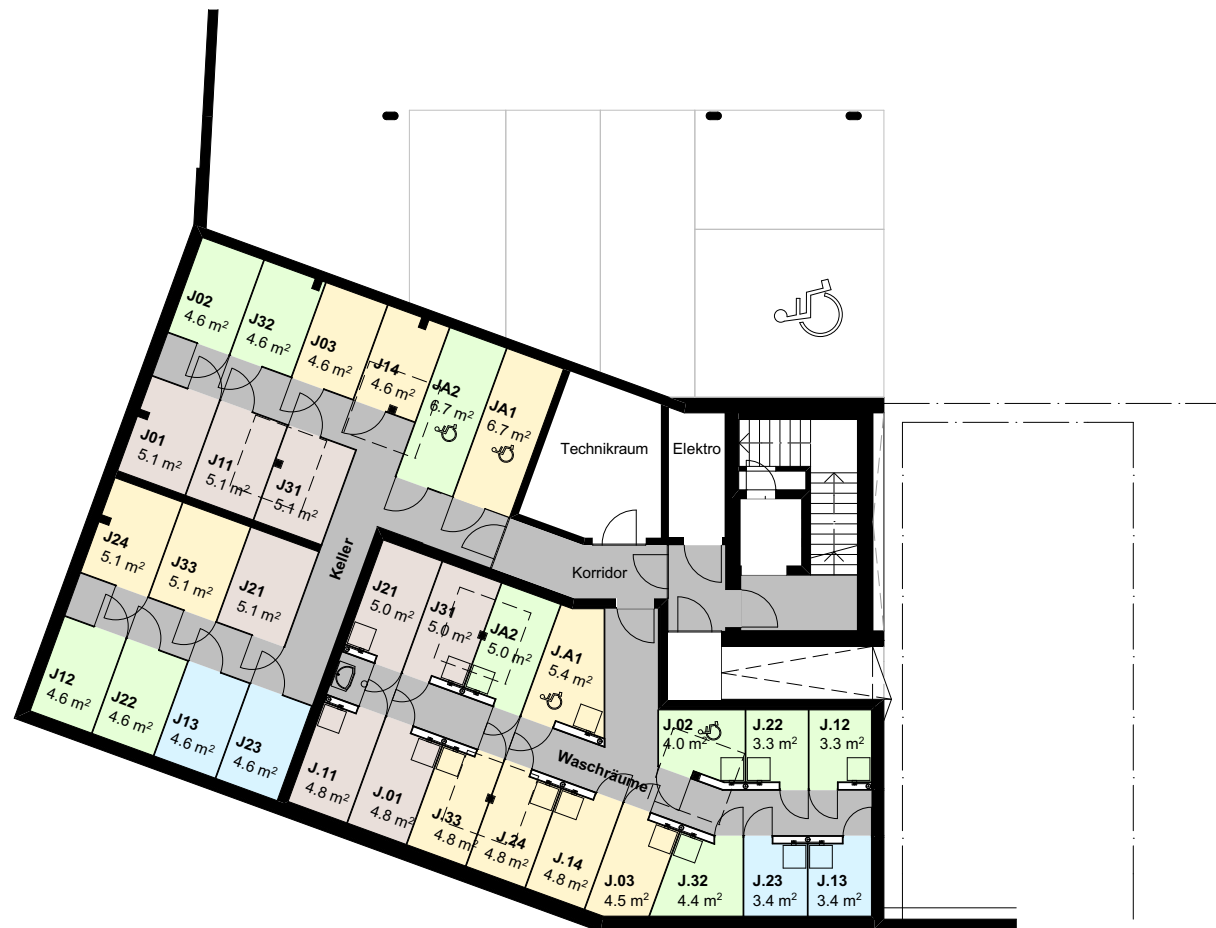 J02
4.6 m²
J32
4.6 m²
J03
4.6 m²
J14
4.6 m²
JA2
6.7 m²
JA1
6.7 m²
Technikraum
Elektro
J01
5.1 m²
J11
5.1 m²
J31
5.1 m²
J24
5.1 m²
J33
5.1 m²
J21
5.1 m²
Keller
Korridor
J21
5.0 m²
J31
5.0 m²
JA2
5.0 m²
J.A1
5.4 m²
J12
4.6 m²
J22
4.6 m²
J13
4.6 m²
J23
4.6 m²
J.02
4.0 m²
J.22
3.3 m²
J.12
3.3 m²
Waschräume
J.11
4.8 m²
J.01
4.8 m²
J.33
4.8 m²
J.24
4.8 m²
J.14
4.8 m²
J.03
4.5 m²
J.32
4.4 m²
J.23
3.4 m²
J.13
3.4 m²